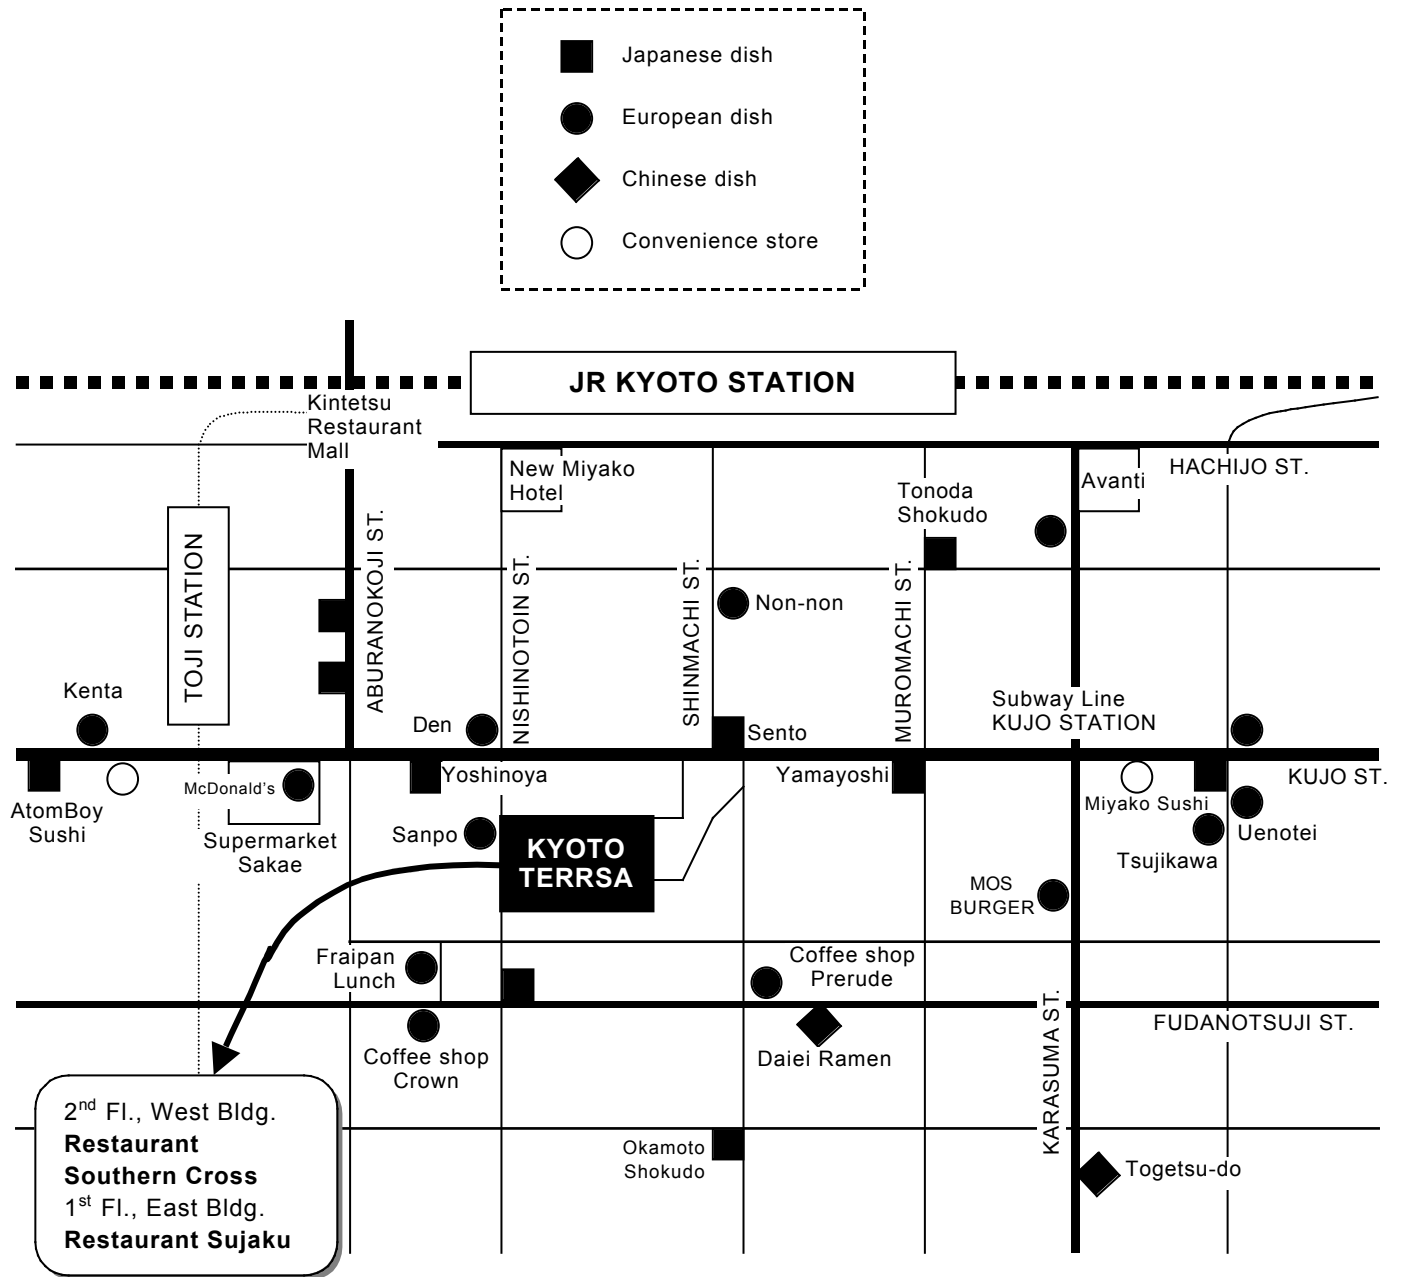 Japanese dish
European dish
Chinese dish
Convenience store
JR KYOTO STATION
Kintetsu
Restaurant
Mall
New Miyako
Hotel
Avanti
HACHIJO ST.
Tonoda
Shokudo
TOJI STATION
ABURANOKOJI ST.
NISHINOTOIN ST.
SHINMACHI ST.
MUROMACHI ST.
Non-non
Kenta
Den
Sento
Subway Line
KUJO STATION
Yoshinoya
Yamayoshi
KUJO ST.
McDonald's
AtomBoy
Sushi
Supermarket
Sakae
Sanpo
KYOTO
TERRSA
Miyako Sushi
Uenotei
Tsujikawa
MOS
BURGER
Fraipan
Lunch
Coffee shop
Prerude
KARASUMA ST.
FUDANOTSUJI ST.
Coffee shop
Crown
Daiei Ramen
Okamoto
Shokudo
Togetsu-do
2nd Fl., West Bldg.
Restaurant
Southern Cross
1st Fl., East Bldg.
Restaurant Sujaku